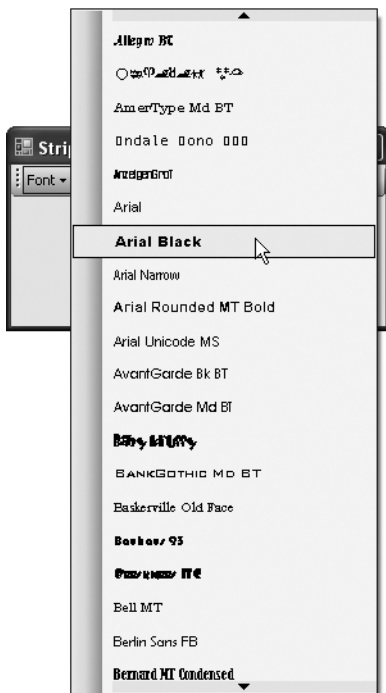 Allegro BT
AmerType Md BT
Strip
Font
Arial
Arial Black
Arial Narrow
Arial Rounded MT Bold
Arial Unicode MS
AvantGarde Bk BT
AvantGarde Md BT
BANKGOTHIC MD BT
Baskerville Old Face
Bauhaus 93
Bell MT
Berlin Sans FB
Bernard MT Condensed